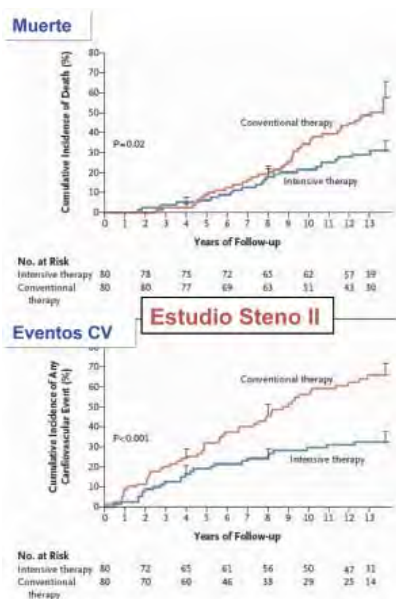 Muerte
Cumulative Incidence of Death (%)
80
70
60
50
40
30
20
10
0
P=0.02
Conventional therapy
Intensive therapy
0 1 2 3 4 5 6 7 8 9 10 11 12 13
Years of Follow-up
No. at Risk
Intensive therapy 80 78 75 72 65 62 57 39
Conventional 80 80 77 69 63 51 43 30
therapy
Estudio Steno II
Eventos CV
Cumulative Incidence of Any
Cardiovascular Event (%)
80
70
60
50
40
30
20
10
0
P<0.001
Conventional therapy
Intensive therapy
0 1 2 3 4 5 6 7 8 9 10 11 12 13
Years of Follow-up
No. at Risk
Intensive therapy 80 72 65 61 56 50 47 31
Conventional 80 70 60 46 38 29 25 14
therapy